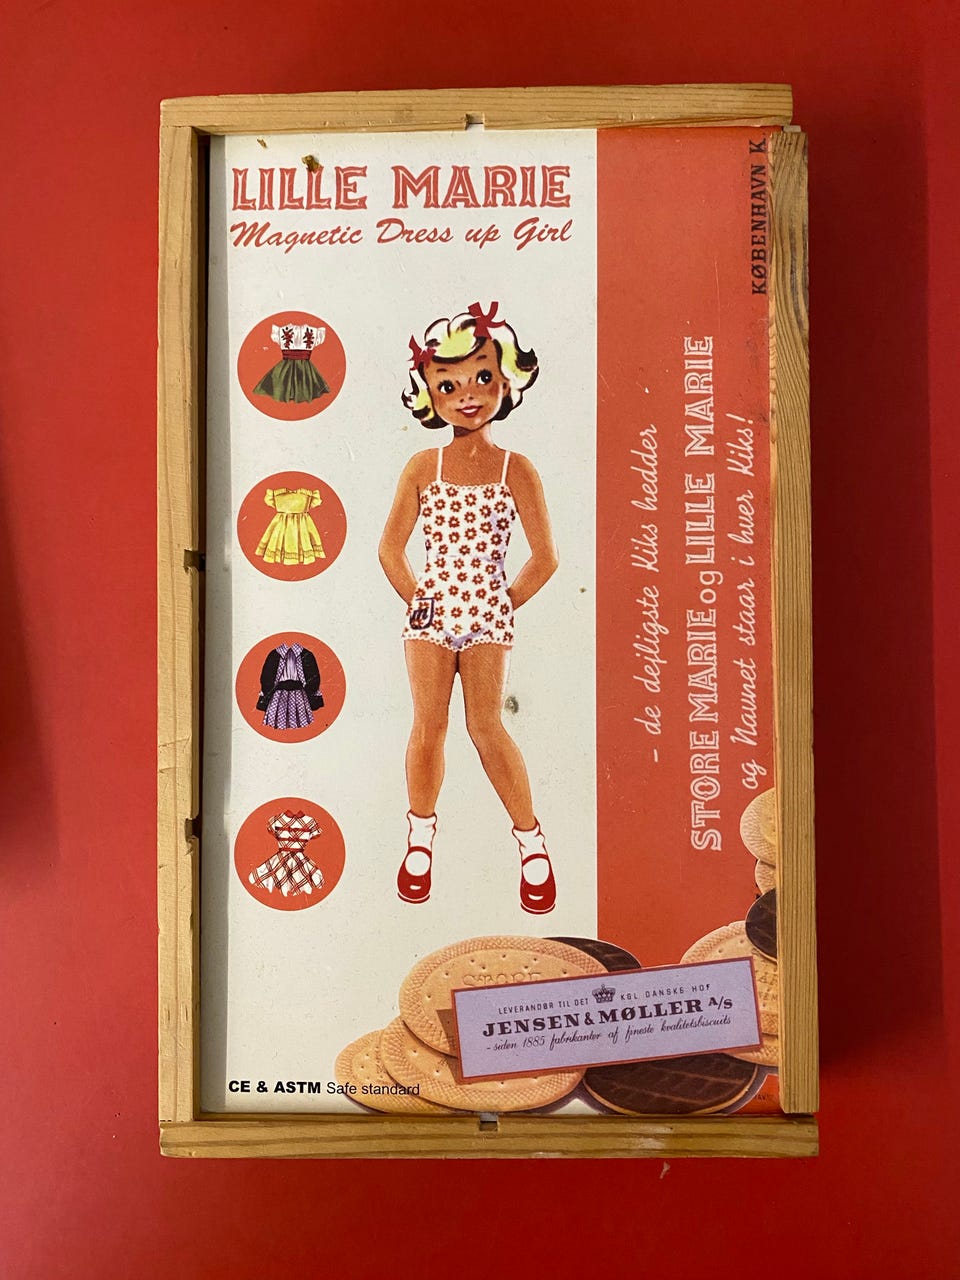 LILLE MARIE
Magnetic Dress up Girl
m
KØBENHAVN K.
- de dejligste Kiks hedder -
STORE MARIE og LILLE MARIE
og Navnet staar i hver Kiks!
STORE
LEVERANDØR TIL DET KGL. DANSKE HOF
JENSEN & MØLLER A/S
- siden 1885 fabrikanter af fineste kvalitetsbiscuits
CE & ASTM Safe standard